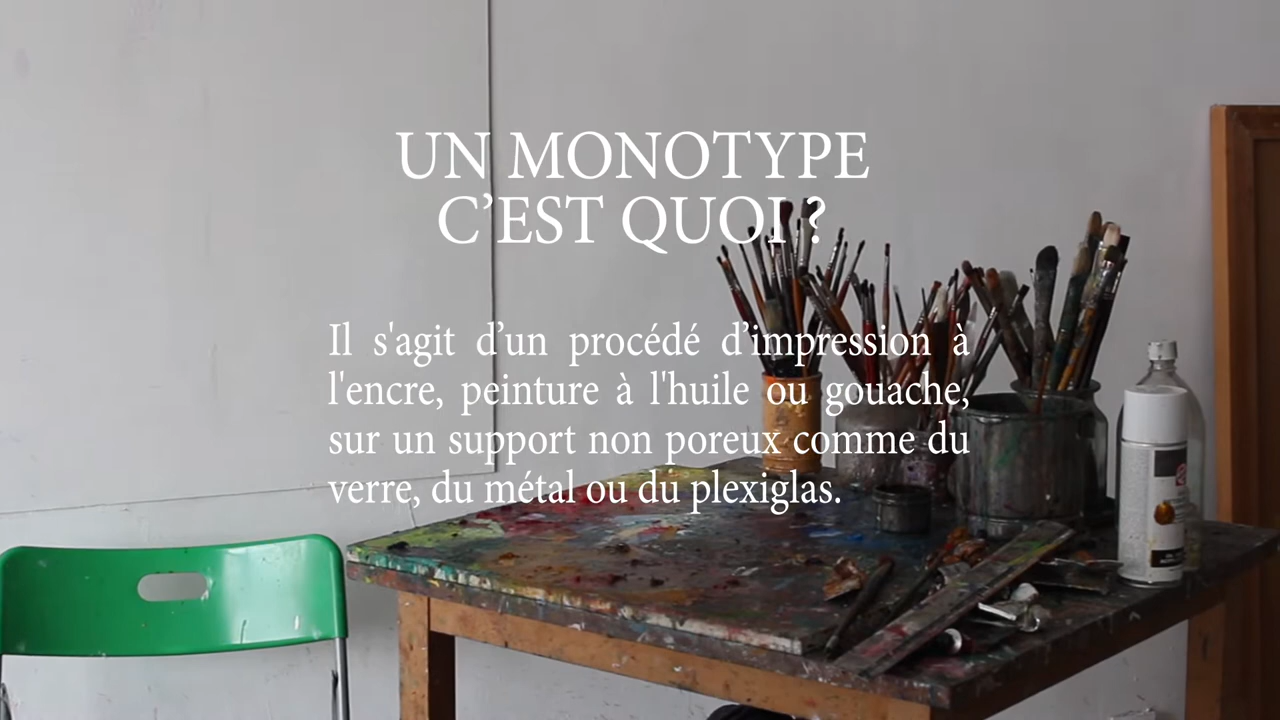 UN MONOTYPE
C’EST QUOI ?
Il s'agit d’un procédé d’impression à
l'encre, peinture à l'huile ou gouache,
sur un support non poreux comme du
verre, du métal ou du plexiglas.